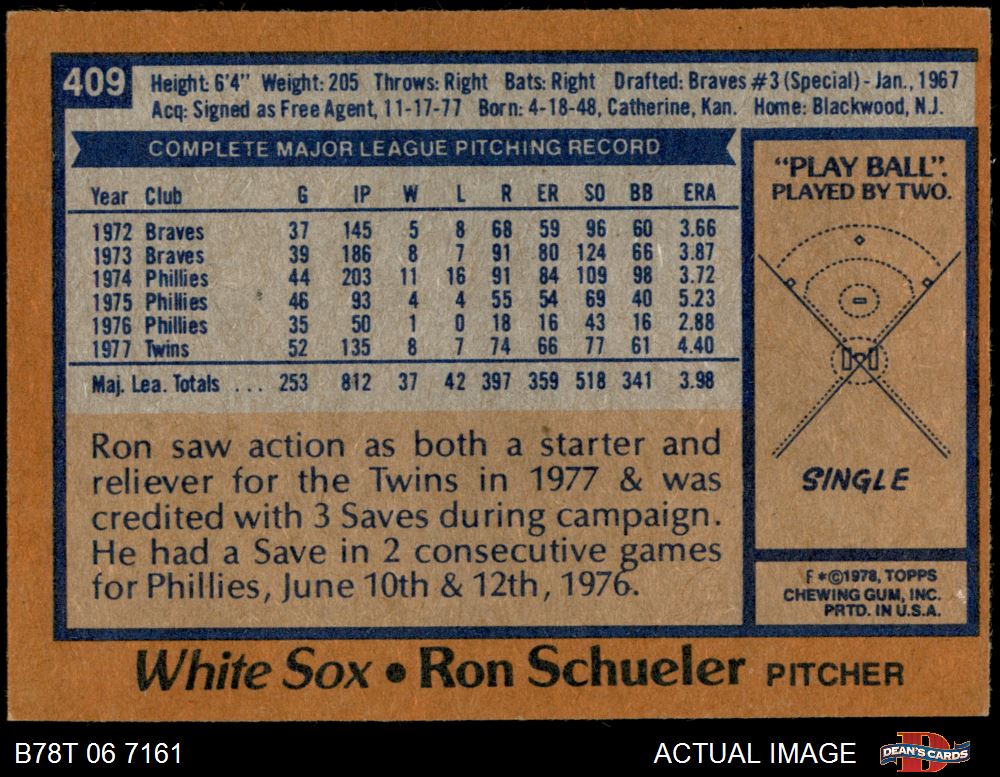 409
Height: 6'4" Weight: 205 Throws: Right Bats: Right Drafted: Braves #3 (Special) - Jan., 1967
Acq: Signed as Free Agent, 11-17-77 Born: 4-18-48, Catherine, Kan. Home: Blackwood, N.J.
COMPLETE MAJOR LEAGUE PITCHING RECORD
Year Club G IP W L R ER SO BB ERA
1972 Braves 37 145 5 8 68 59 96 60 3.66
1973 Braves 39 186 8 7 91 80 124 66 3.87
1974 Phillies 44 203 11 16 91 84 109 98 3.72
1975 Phillies 46 93 4 4 55 54 69 40 5.23
1976 Phillies 35 50 1 0 18 16 43 16 2.88
1977 Twins 52 135 8 7 74 66 77 61 4.40
Maj. Lea. Totals ... 253 812 37 42 397 359 518 341 3.98
Ron saw action as both a starter and
reliever for the Twins in 1977 & was
credited with 3 Saves during campaign.
He had a Save in 2 consecutive games
for Phillies, June 10th & 12th, 1976.
"PLAY BALL".
PLAYED BY TWO.
SINGLE
F*©1978, TOPPS
CHEWING GUM, INC.
PRTD. IN U.S.A.
White Sox • Ron Schueler PITCHER
B78T 06 7161
ACTUAL IMAGE
DEAN'S CARDS